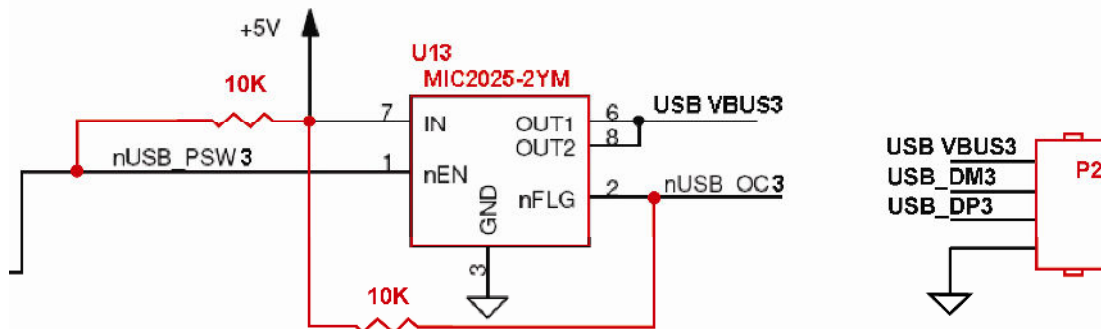 +5V
U13
MIC2025-2YM
10K
7
IN
OUT1
6
USB VBUS3
OUT2
8
nUSB_PSW3
1
nEN
GND
nFLG
2
nUSB_OC3
3
10K
USB VBUS3
USB_DM3
USB_DP3
P2